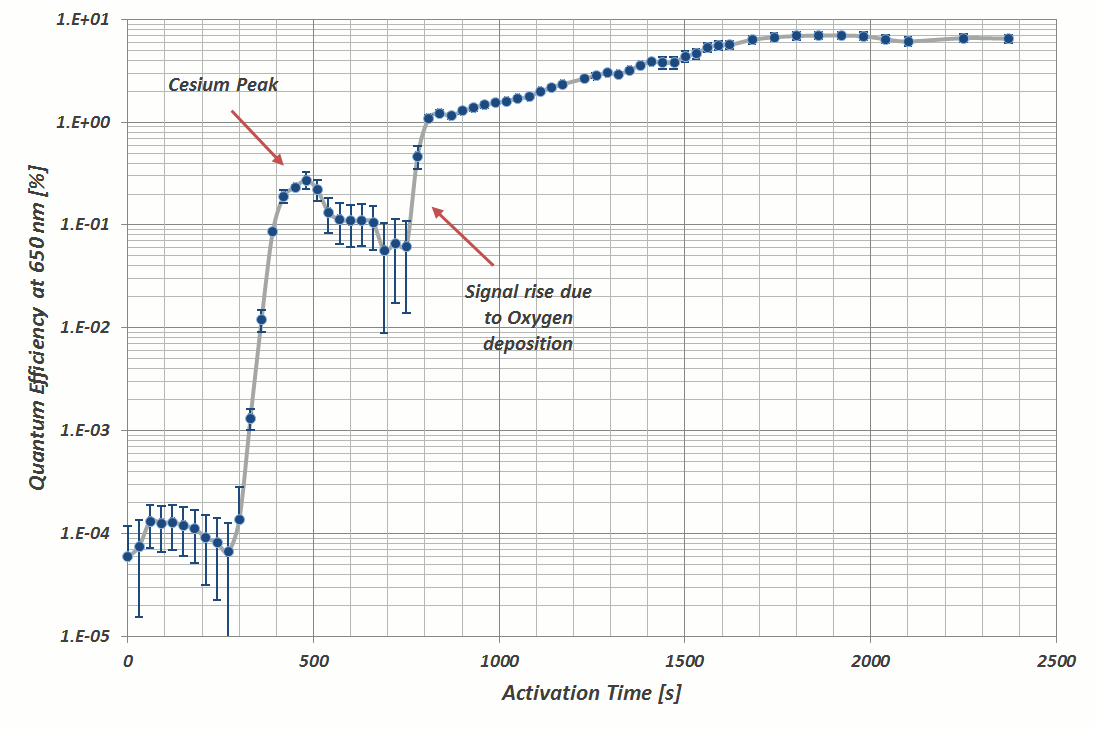 1.E+01
1.E+00
1.E-01
1.E-02
1.E-03
1.E-04
1.E-05
Quantum Efficiency at 650 nm [%]
Cesium Peak
Signal rise due
to Oxygen
deposition
0 500 1000 1500 2000 2500
Activation Time [s]